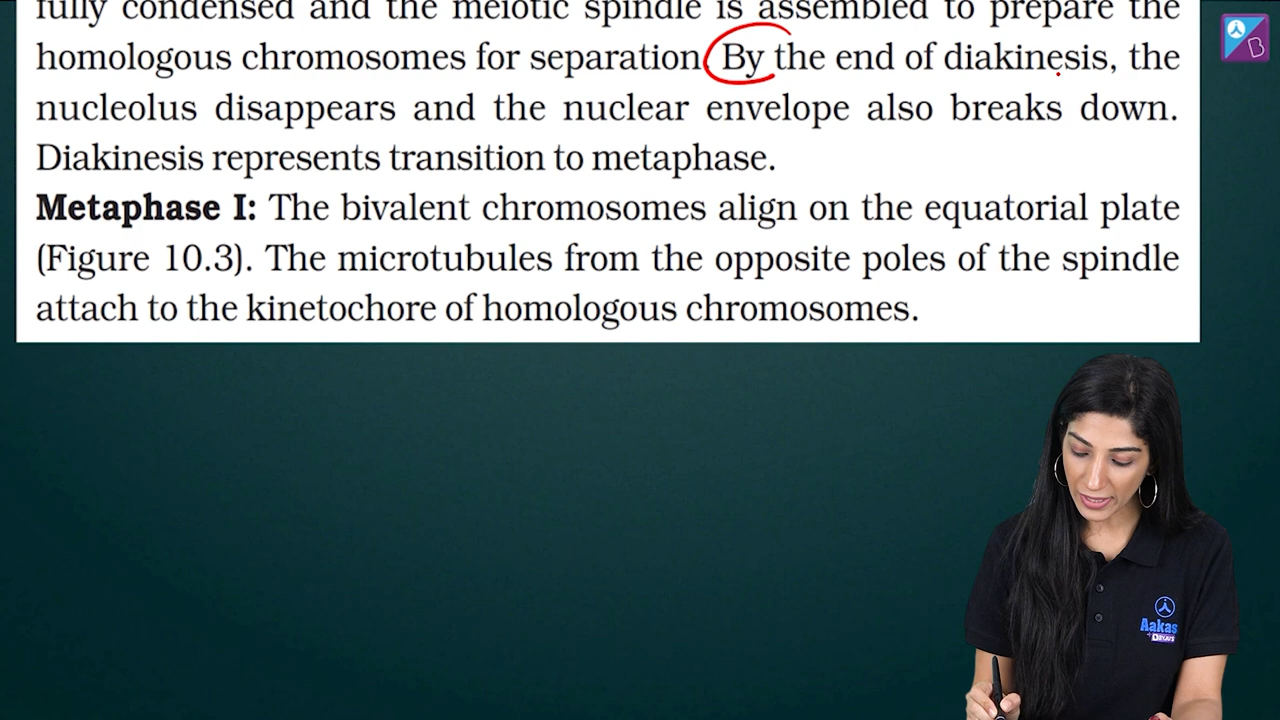 fully condensed and the meiotic spindle is assembled to prepare the
homologous chromosomes for separation. By the end of diakinesis, the
nucleolus disappears and the nuclear envelope also breaks down.
Diakinesis represents transition to metaphase.
Metaphase I: The bivalent chromosomes align on the equatorial plate
(Figure 10.3). The microtubules from the opposite poles of the spindle
attach to the kinetochore of homologous chromosomes.
B
Aakas
BYJU'S